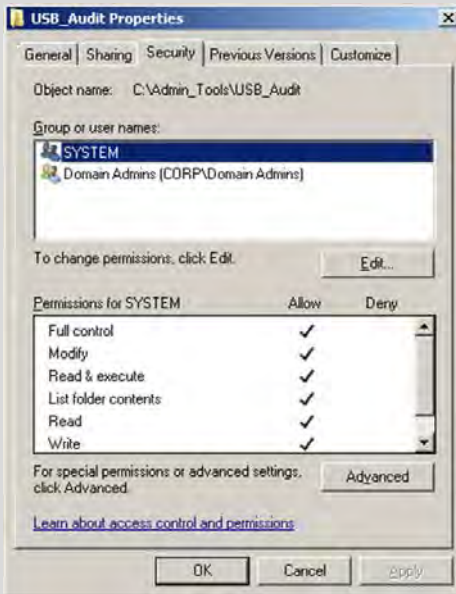 USB_Audit Properties
General Sharing Security Previous Versions Customize
Object name: C:\Admin_Tools\USB_Audit
Group or user names:
SYSTEM
Domain Admins (CORP\Domain Admins)
To change permissions, click Edit.
Edit...
Permissions for SYSTEM Allow Deny
Full control
Modify
Read & execute
List folder contents
Read
Write
For special permissions or advanced settings,
click Advanced.
Advanced
Learn about access control and permissions
OK Cancel Apply